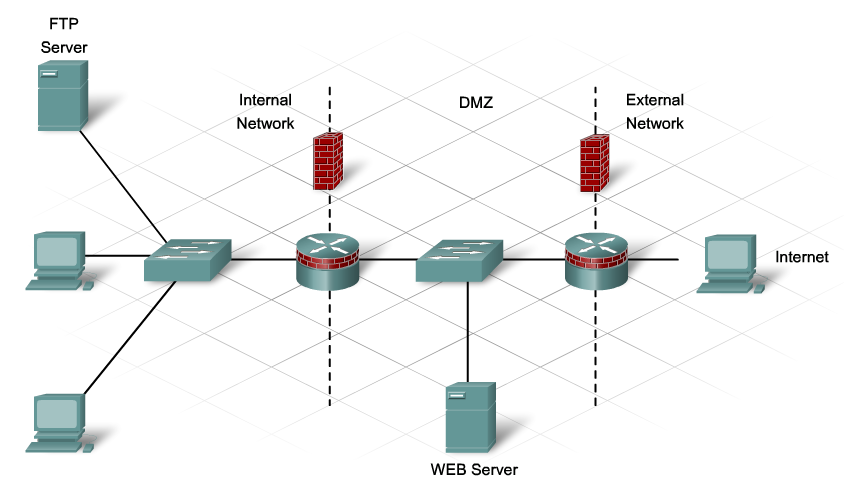 FTP
Server
Internal
Network
DMZ
External
Network
Internet
WEB Server